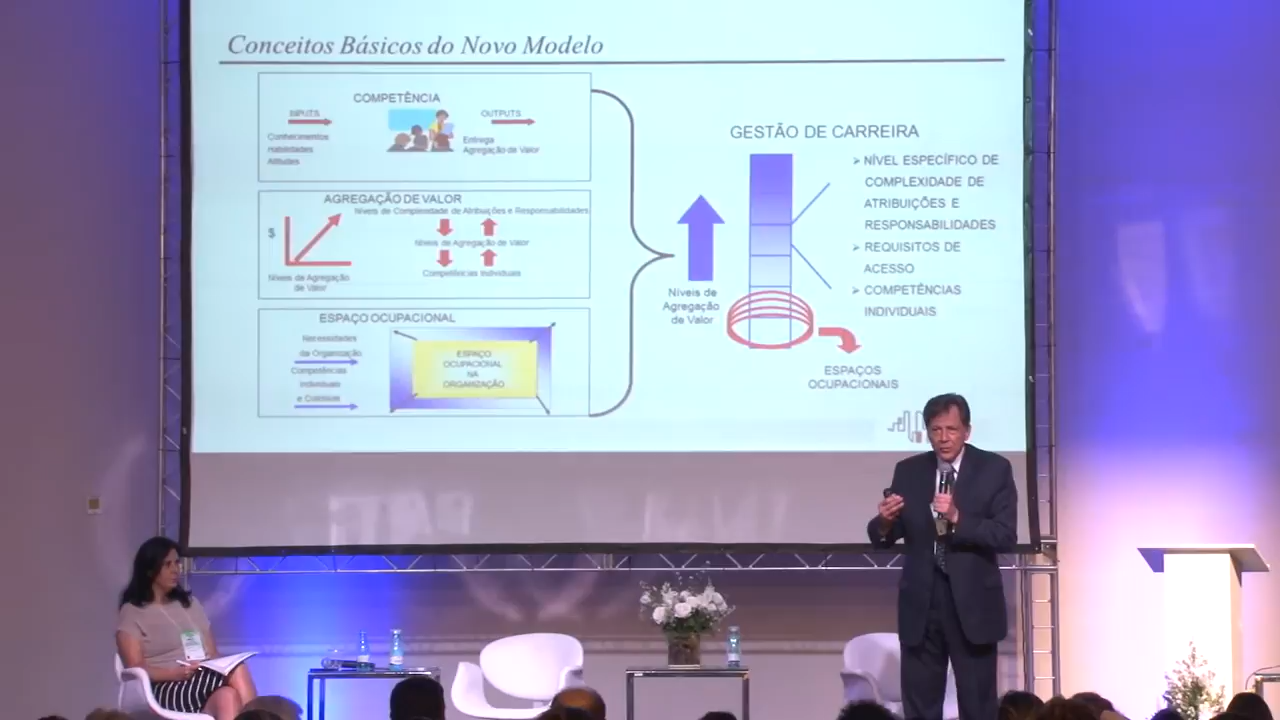 Conceitos Básicos do Novo Modelo
COMPETÊNCIA
INPUTS
Conhecimentos
Habilidades
Atitudes
OUTPUTS
Entrega
Agregação de Valor
AGREGAÇÃO DE VALOR
Níveis de Complexidade de Atribuições e Responsabilidades
$
Níveis de Agregação de Valor
Competências Individuais
Níveis de Agregação
de Valor
ESPAÇO OCUPACIONAL
Necessidades
da Organização
Competências
Individuais
e Coletivas
ESPAÇO
OCUPACIONAL
NA
ORGANIZAÇÃO
GESTÃO DE CARREIRA
Níveis de
Agregação
de Valor
➢ NÍVEL ESPECÍFICO DE
COMPLEXIDADE DE
ATRIBUIÇÕES E
RESPONSABILIDADES
➢ REQUISITOS DE
ACESSO
➢ COMPETÊNCIAS
INDIVIDUAIS
ESPAÇOS
OCUPACIONAIS